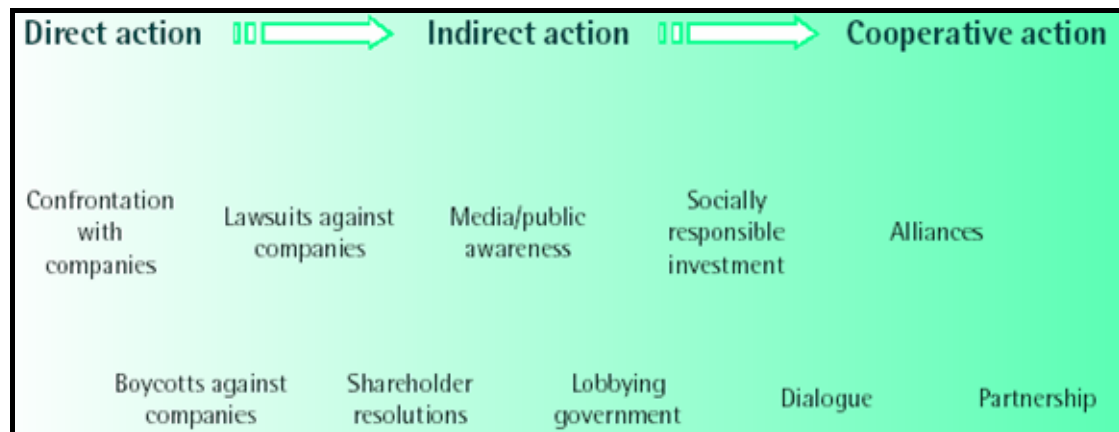 Direct action
Indirect action
Cooperative action
Confrontation
with
companies
Lawsuits against
companies
Media/public
awareness
Socially
responsible
investment
Alliances
Boycotts against
companies
Shareholder
resolutions
Lobbying
government
Dialogue
Partnership